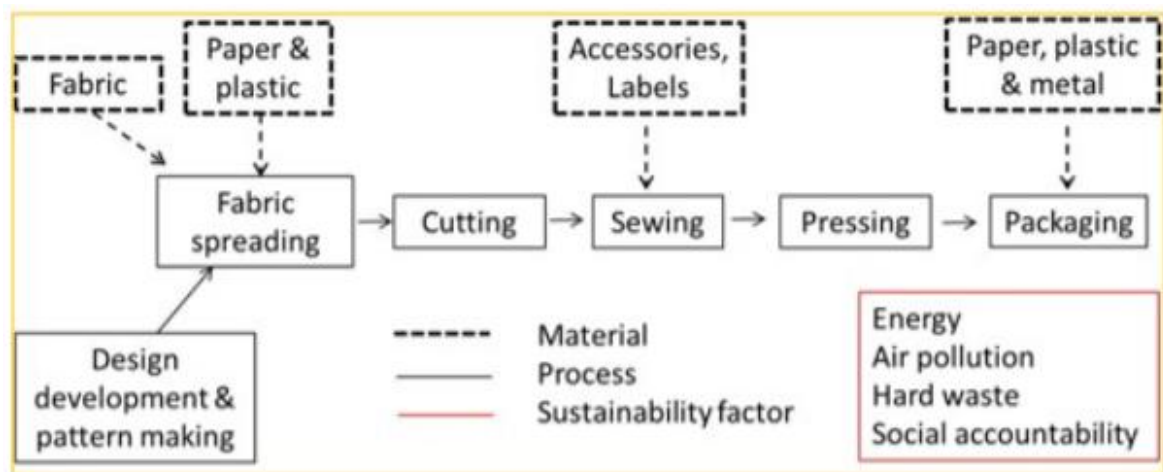 Fabric
Paper &
plastic
Accessories,
Labels
Paper, plastic
& metal
Fabric
spreading
Cutting
Sewing
Pressing
Packaging
Design
development &
pattern making
Material
Process
Sustainability factor
Energy
Air pollution
Hard waste
Social accountability